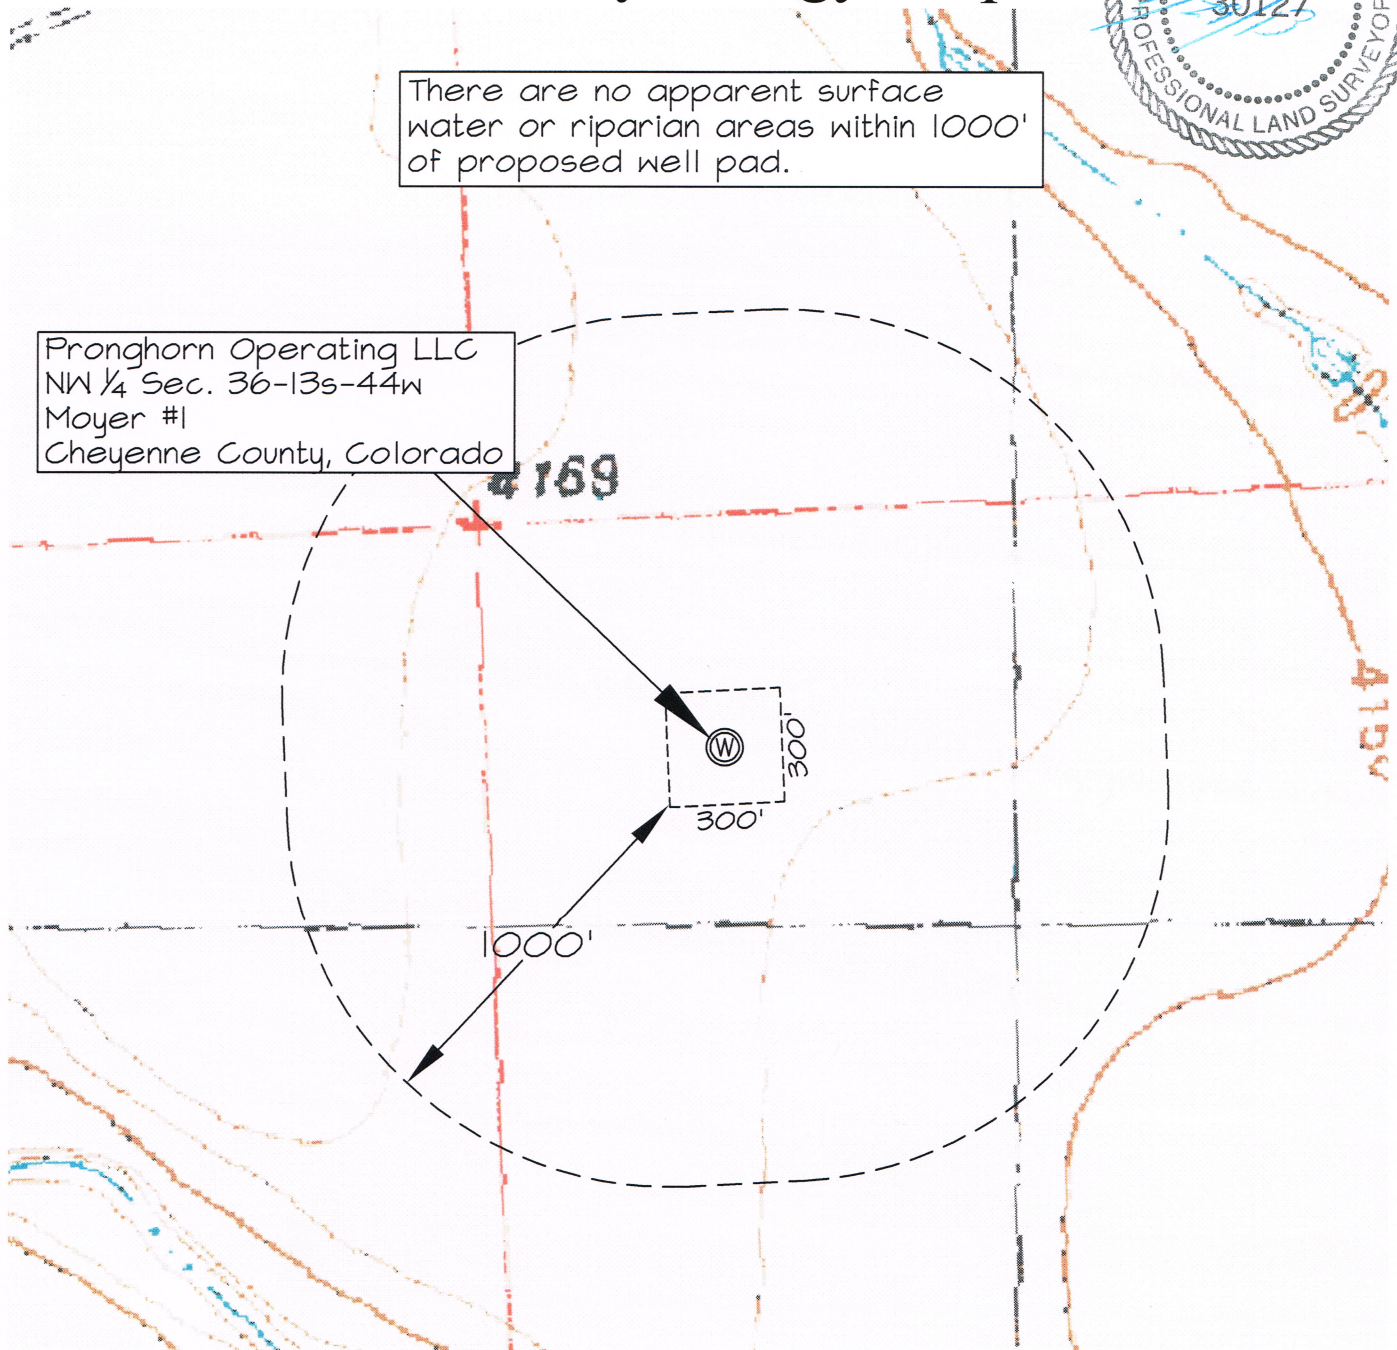 30127
PROFESSIONAL LAND SURVEYOR
There are no apparent surface
water or riparian areas within 1000'
of proposed well pad.
Pronghorn Operating LLC
NW ¼ Sec. 36-13s-44w
Moyer #1
Cheyenne County, Colorado
4169
W
300'
300'
1000'